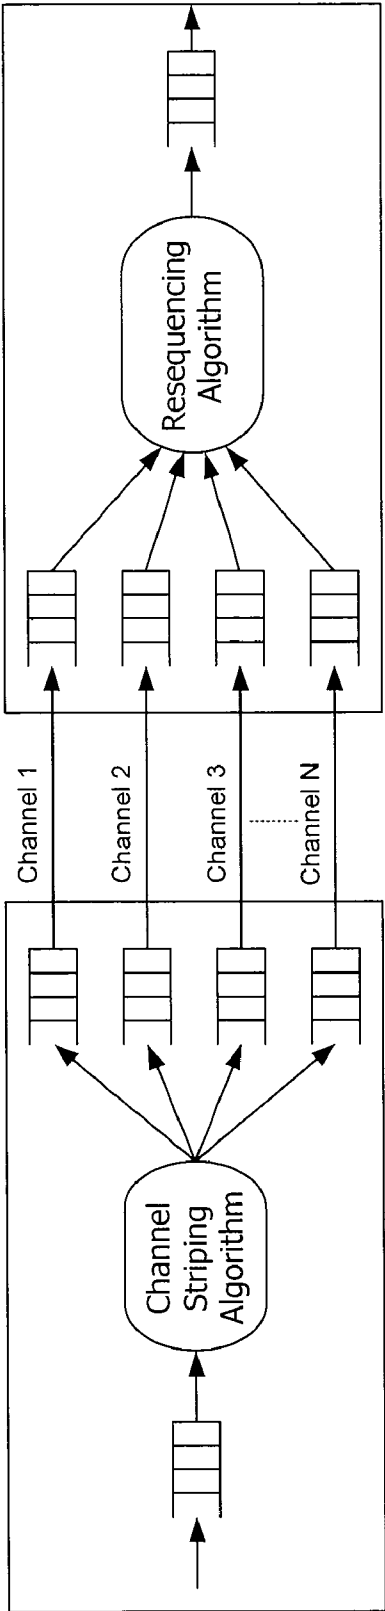 Channel
Striping
Algorithm
Channel 1
Channel 2
Channel 3
Channel N
Resequencing
Algorithm